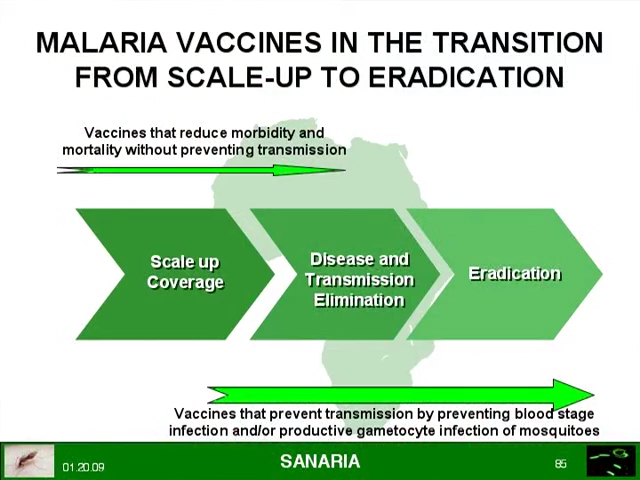 MALARIA VACCINES IN THE TRANSITION
FROM SCALE-UP TO ERADICATION
Vaccines that reduce morbidity and
mortality without preventing transmission
Scale up
Coverage
Disease and
Transmission
Elimination
Eradication
Vaccines that prevent transmission by preventing blood stage
infection and/or productive gametocyte infection of mosquitoes
01.20.09
SANARIA
85